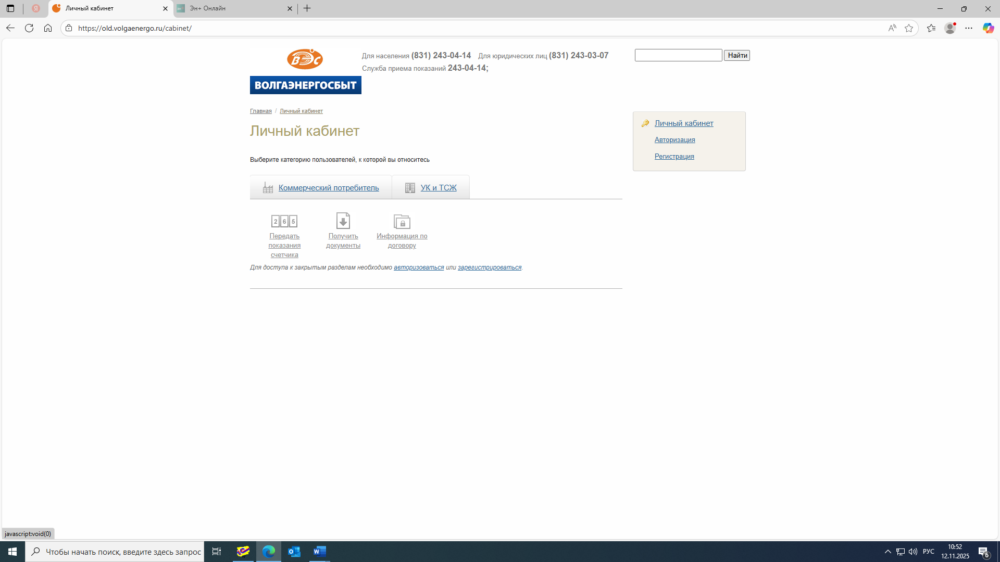 Личный кабинет
Эн+ Онлайн
https://old.volgaenergo.ru/cabinet/
ВЭС
ВОЛГАЭНЕРГОСБЫТ
Для населения (831) 243-04-14 Для юридических лиц (831) 243-03-07
Служба приема показаний 243-04-14;
Найти
Главная / Личный кабинет
Личный кабинет
Выберите категорию пользователей, к которой вы относитесь
Коммерческий потребитель
УК и ТСЖ
265
Передать
показания
счетчика
Получить
документы
Информация по
договору
Для доступа к закрытым разделам необходимо авторизоваться или зарегистрироваться.
Личный кабинет
Авторизация
Регистрация
javascript:void(0)
Чтобы начать поиск, введите здесь запрос
РУС
10:52
12.11.2025
6